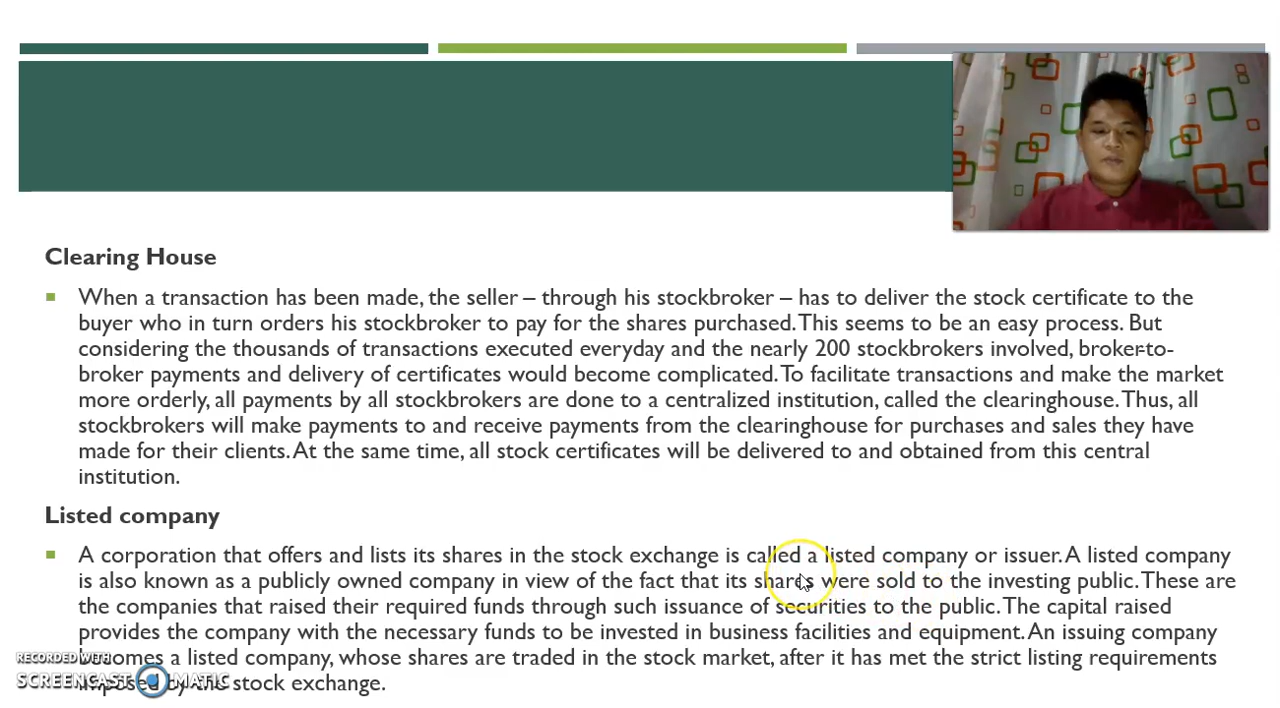 Clearing House
When a transaction has been made, the seller – through his stockbroker – has to deliver the stock certificate to the
buyer who in turn orders his stockbroker to pay for the shares purchased. This seems to be an easy process. But
considering the thousands of transactions executed everyday and the nearly 200 stockbrokers involved, broker-to-
broker payments and delivery of certificates would become complicated. To facilitate transactions and make the market
more orderly, all payments by all stockbrokers are done to a centralized institution, called the clearinghouse. Thus, all
stockbrokers will make payments to and receive payments from the clearinghouse for purchases and sales they have
made for their clients. At the same time, all stock certificates will be delivered to and obtained from this central
institution.
Listed company
A corporation that offers and lists its shares in the stock exchange is called a listed company or issuer. A listed company
is also known as a publicly owned company in view of the fact that its shares were sold to the investing public. These are
the companies that raised their required funds through such issuance of securities to the public. The capital raised
provides the company with the necessary funds to be invested in business facilities and equipment. An issuing company
becomes a listed company, whose shares are traded in the stock market, after it has met the strict listing requirements
imposed by the stock exchange.
RECORDED WITH
SCREENCAST MATIC